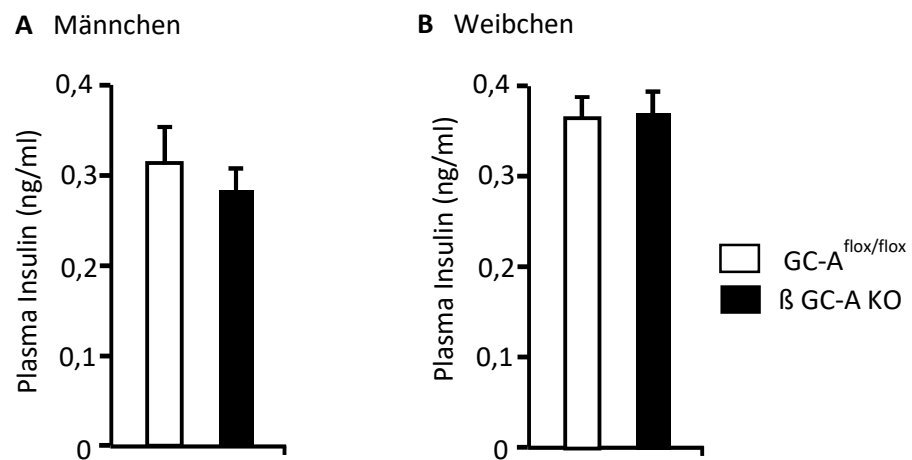 A Männchen
B Weibchen
Plasma Insulin (ng/ml)
0,4
0,3
0,2
0,1
0
Plasma Insulin (ng/ml)
0,4
0,3
0,2
0,1
0
GC-A^flox/flox
ß GC-A KO